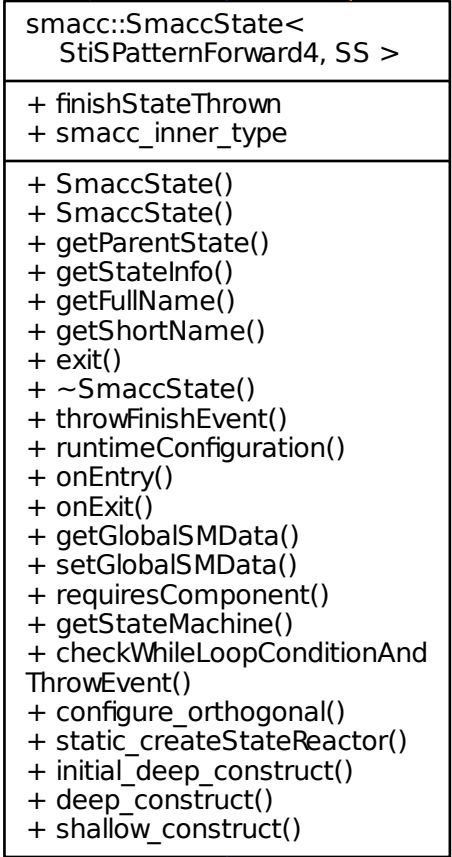 smacc::SmaccState<
StiSPatternForward4, SS >
+ finishStateThrown
+ smacc_inner_type
+ SmaccState()
+ SmaccState()
+ getParentState()
+ getStateInfo()
+ getFullName()
+ getShortName()
+ exit()
+ ~SmaccState()
+ throwFinishEvent()
+ runtimeConfiguration()
+ onEntry()
+ onExit()
+ getGlobalSMData()
+ setGlobalSMData()
+ requiresComponent()
+ getStateMachine()
+ checkWhileLoopConditionAnd
ThrowEvent()
+ configure_orthogonal()
+ static_createStateReactor()
+ initial_deep_construct()
+ deep_construct()
+ shallow_construct()